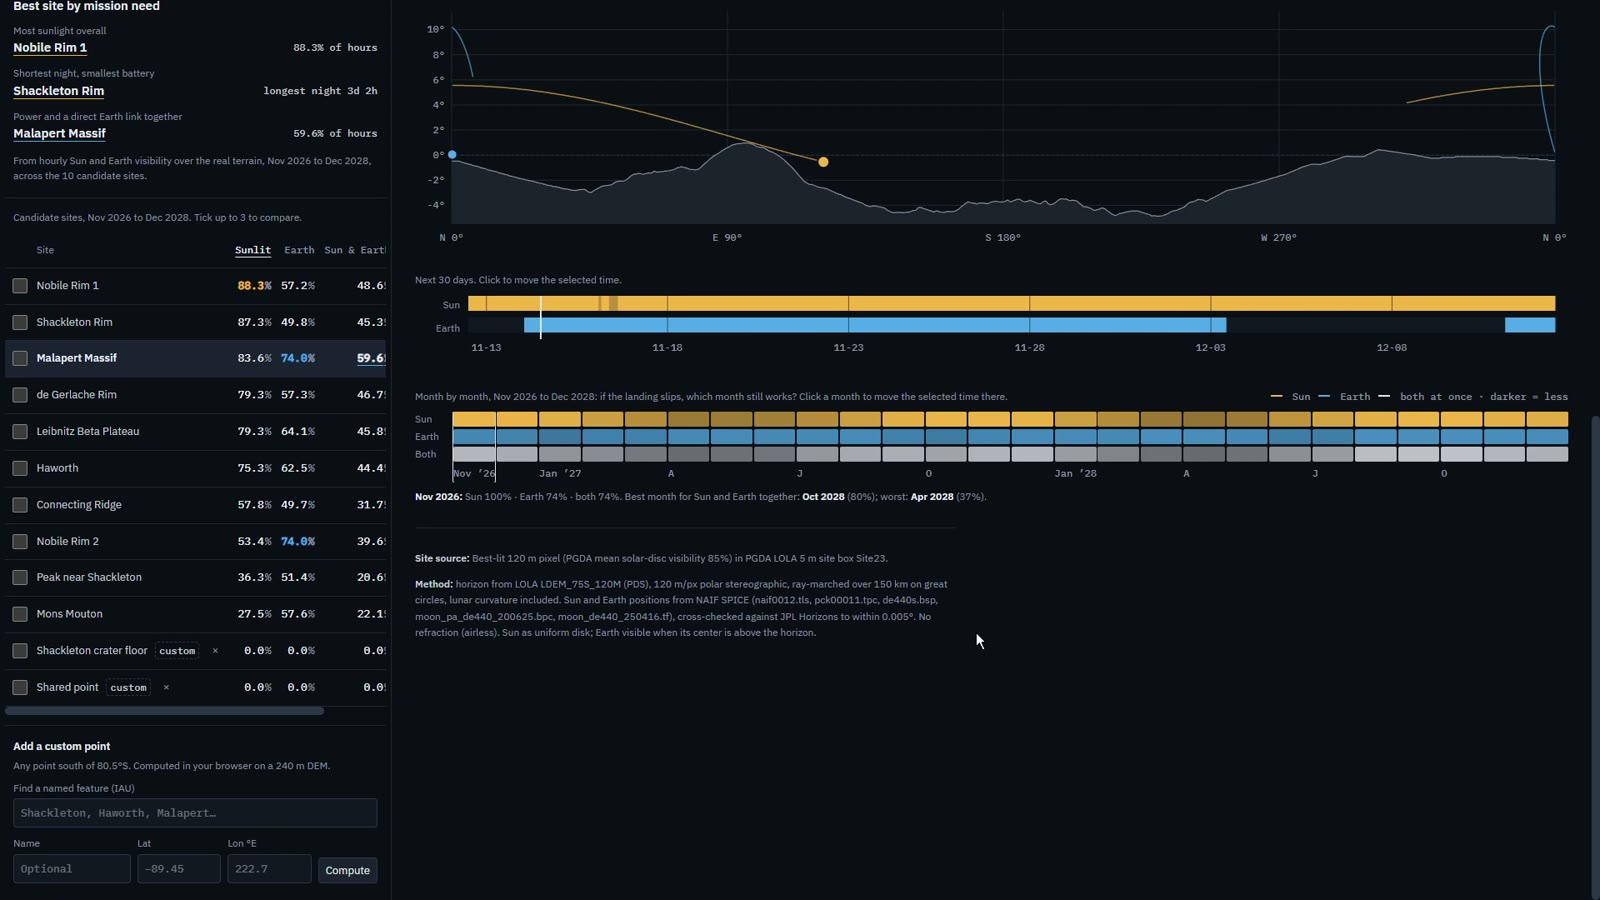 Best site by mission need
Most sunlight overall
Nobile Rim 1 88.3% of hours
Shortest night, smallest battery
Shackleton Rim longest night 3d 2h
Power and a direct Earth link together
Malapert Massif 59.6% of hours
From hourly Sun and Earth visibility over the real terrain, Nov 2026 to Dec 2028,
across the 10 candidate sites.
Candidate sites, Nov 2026 to Dec 2028. Tick up to 3 to compare.
Site Sunlit Earth Sun & Eart
Nobile Rim 1 88.3% 57.2% 48.6
Shackleton Rim 87.3% 49.8% 45.3
Malapert Massif 83.6% 74.0% 59.6
de Gerlache Rim 79.3% 57.3% 46.7
Leibnitz Beta Plateau 79.3% 64.1% 45.8
Haworth 75.3% 62.5% 44.4
Connecting Ridge 57.8% 49.7% 31.7
Nobile Rim 2 53.4% 74.0% 39.6
Peak near Shackleton 36.3% 51.4% 20.6
Mons Mouton 27.5% 57.6% 22.1
Shackleton crater floor custom × 0.0% 0.0% 0.0
Shared point custom × 0.0% 0.0% 0.0
Add a custom point
Any point south of 80.5°S. Computed in your browser on a 240 m DEM.
Find a named feature (IAU)
Shackleton, Haworth, Malapert…
Name Lat Lon °E
Optional −89.45 222.7 Compute
10°
8°
6°
4°
2°
0°
-2°
-4°
N 0° E 90° S 180° W 270° N 0°
Next 30 days. Click to move the selected time.
Sun
Earth
11-13 11-18 11-23 11-28 12-03 12-08
Month by month, Nov 2026 to Dec 2028: if the landing slips, which month still works? Click a month to move the selected time there.
Sun Earth both at once · darker = less
Sun
Earth
Both
Nov ’26 Jan ’27 A J O Jan ’28 A J O
Nov 2026: Sun 100% · Earth 74% · both 74%. Best month for Sun and Earth together: Oct 2028 (80%); worst: Apr 2028 (37%).
Site source: Best-lit 120 m pixel (PGDA mean solar-disc visibility 85%) in PGDA LOLA 5 m site box Site23.
Method: horizon from LOLA LDEM_75S_120M (PDS), 120 m/px polar stereographic, ray-marched over 150 km on great
circles, lunar curvature included. Sun and Earth positions from NAIF SPICE (naif0012.tls, pck00011.tpc, de440s.bsp,
moon_pa_de440_200625.bpc, moon_de440_250416.tf), cross-checked against JPL Horizons to within 0.005°. No
refraction (airless). Sun as uniform disk; Earth visible when its center is above the horizon.